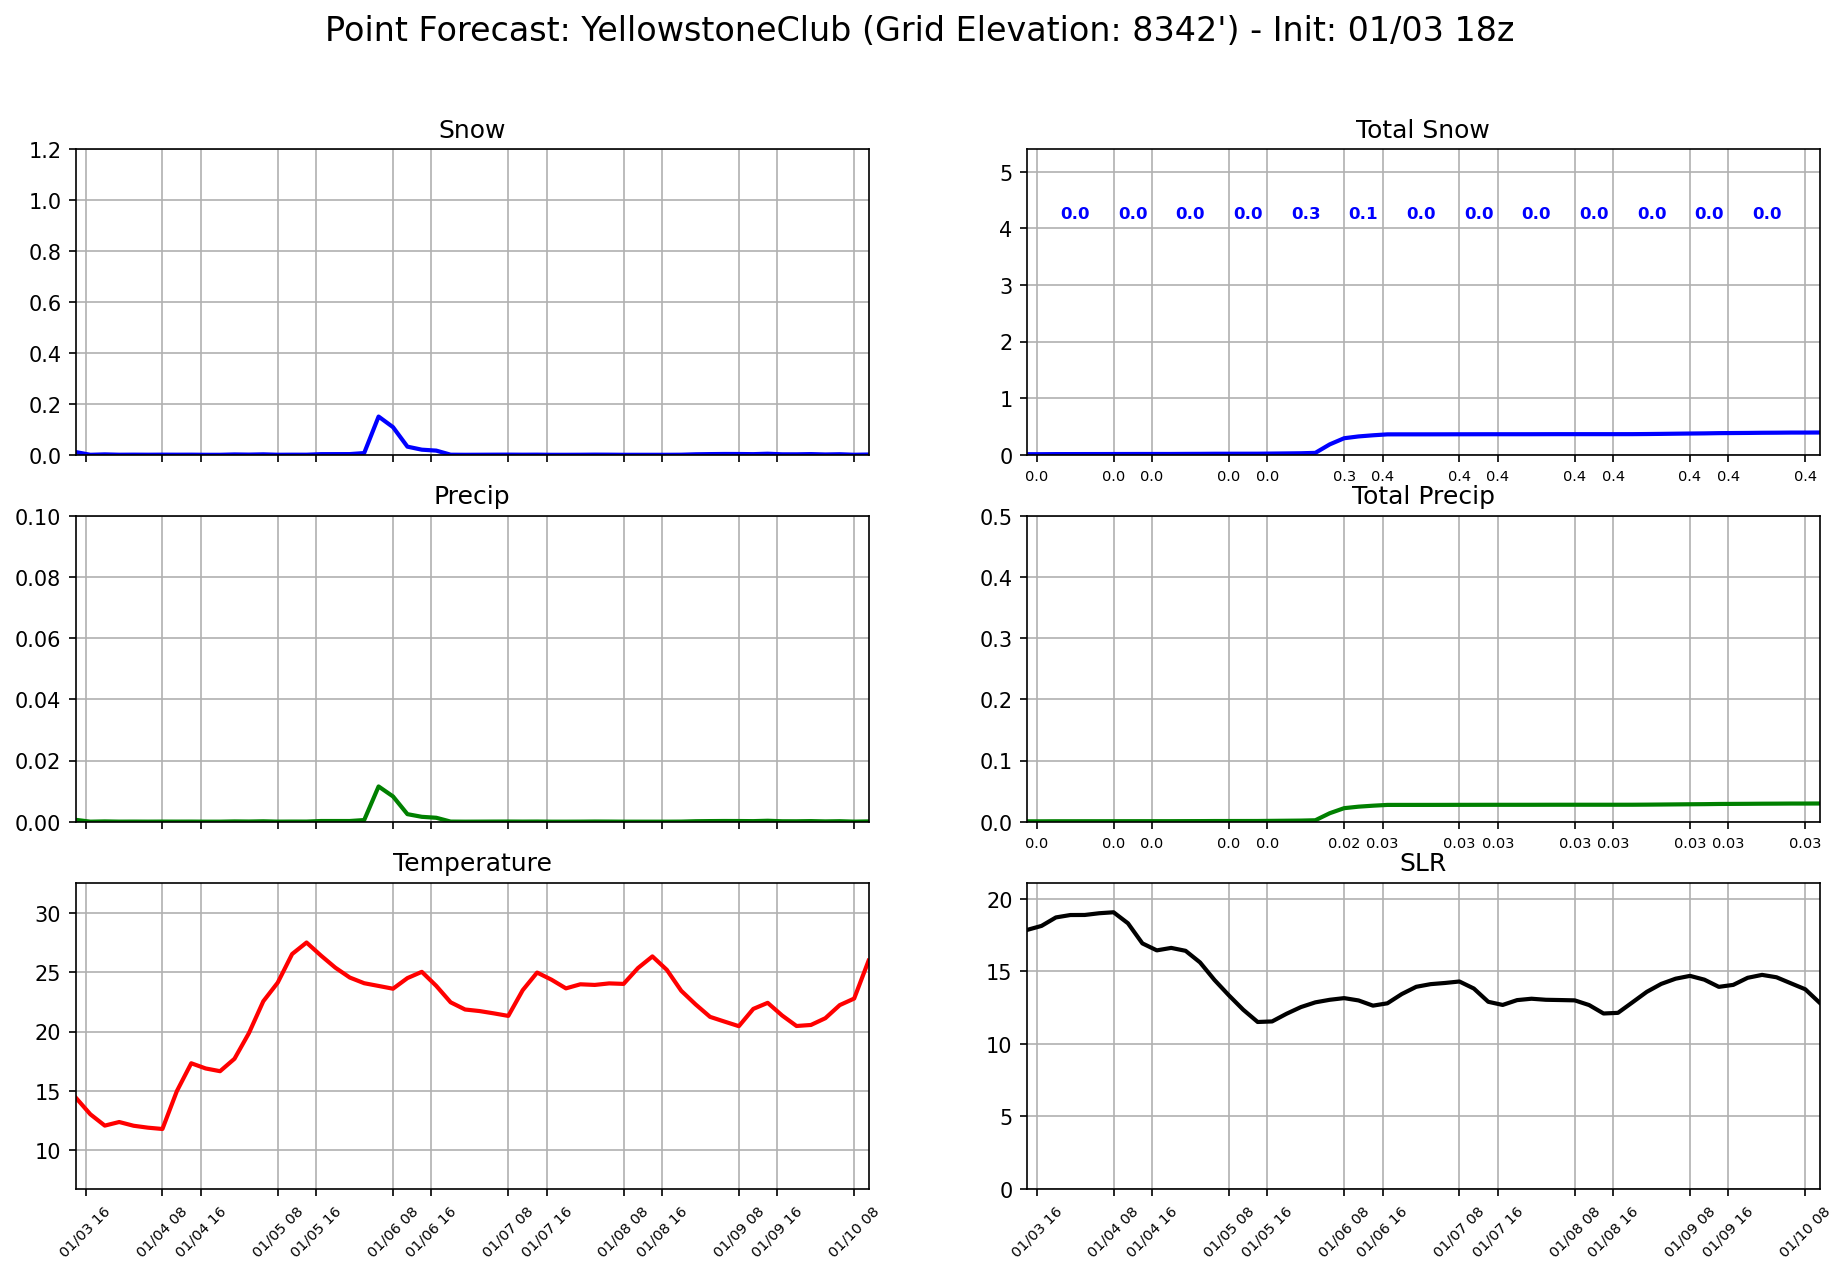 Point Forecast: YellowstoneClub (Grid Elevation: 8342') - Init: 01/03 18z
Snow
1.2
1.0
0.8
0.6
0.4
0.2
0.0
Total Snow
5
4
3
2
1
0
0.0 0.0 0.0 0.0 0.3 0.1 0.0 0.0 0.0 0.0 0.0 0.0 0.0
0.0 0.0 0.0 0.0 0.0 0.3 0.4 0.4 0.4 0.4 0.4 0.4 0.4 0.4
Precip
0.10
0.08
0.06
0.04
0.02
0.00
Total Precip
0.5
0.4
0.3
0.2
0.1
0.0
0.0 0.0 0.0 0.0 0.0 0.02 0.03 0.03 0.03 0.03 0.03 0.03 0.03 0.03
Temperature
30
25
20
15
10
01/03 16 01/04 08 01/04 16 01/05 08 01/05 16 01/06 08 01/06 16 01/07 08 01/07 16 01/08 08 01/08 16 01/09 08 01/09 16 01/10 08
SLR
20
15
10
5
0
01/03 16 01/04 08 01/04 16 01/05 08 01/05 16 01/06 08 01/06 16 01/07 08 01/07 16 01/08 08 01/08 16 01/09 08 01/09 16 01/10 08